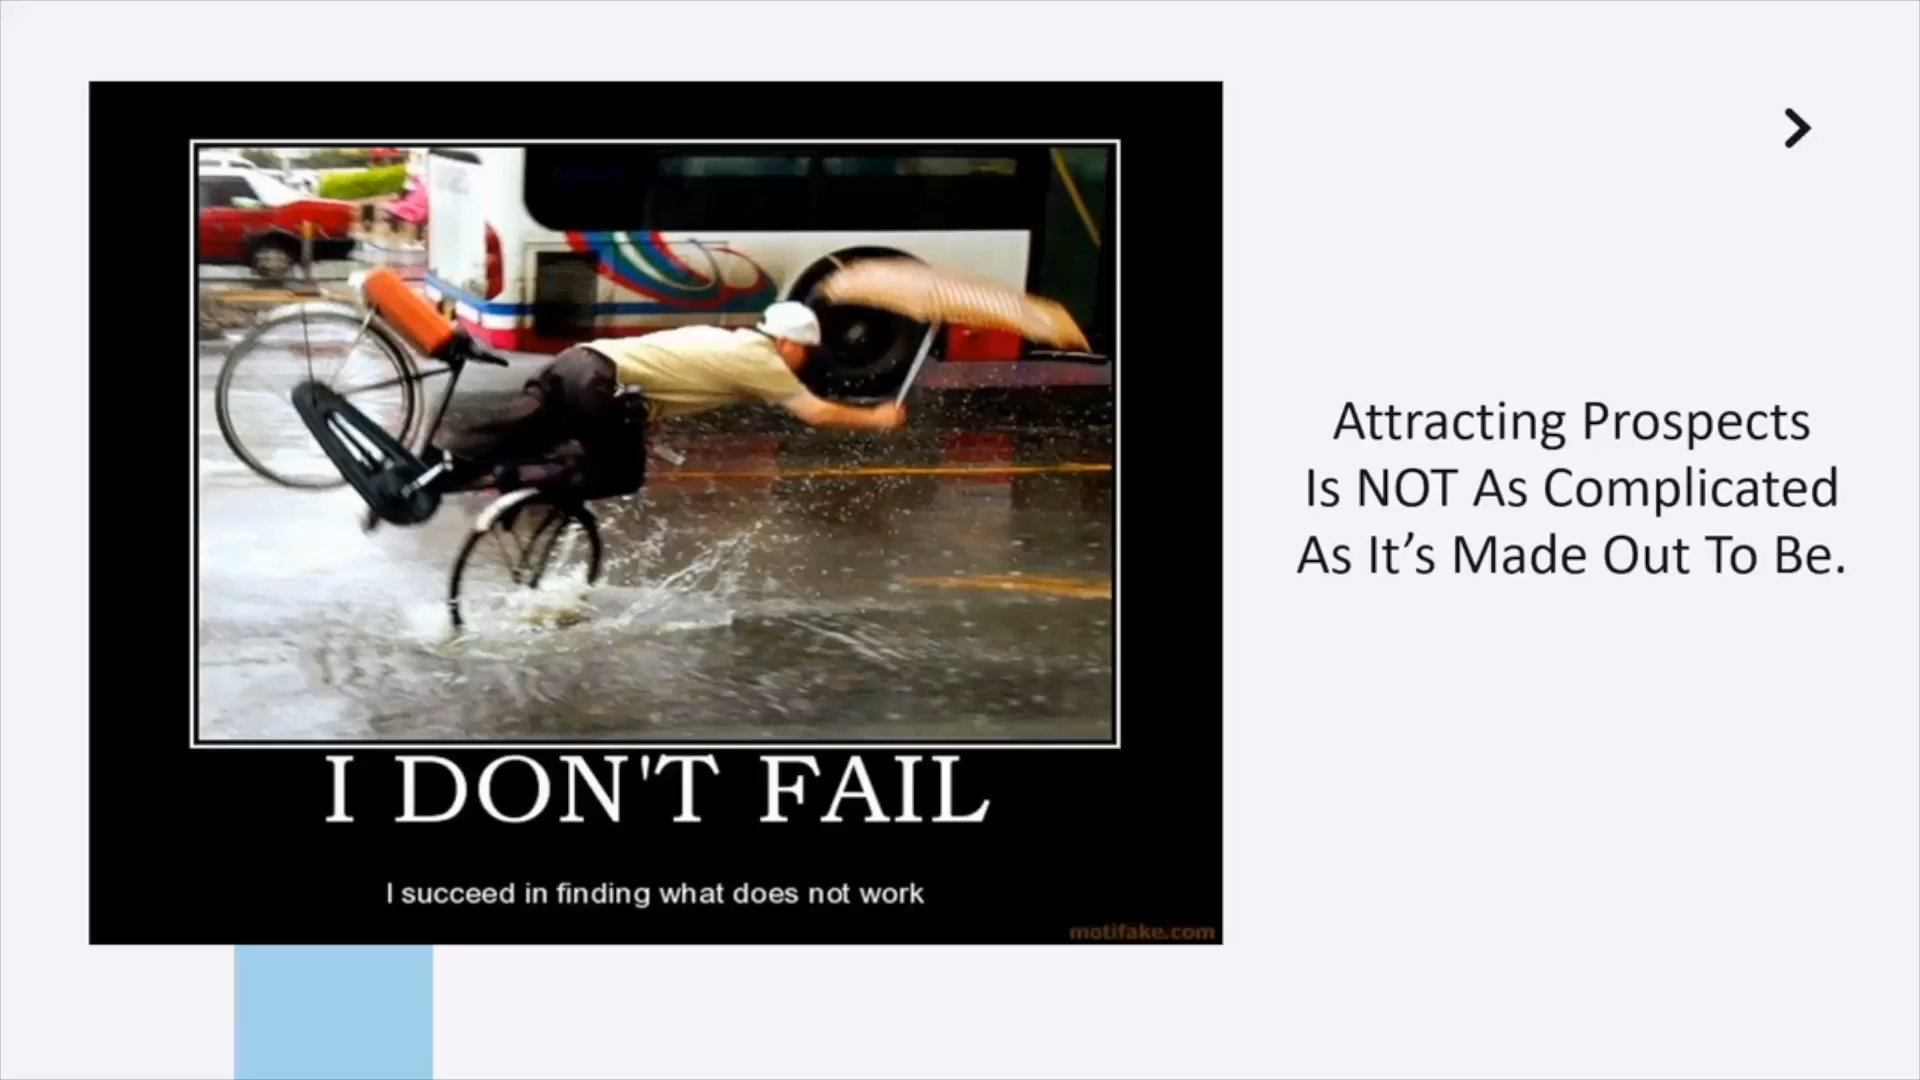 I DON'T FAIL
I succeed in finding what does not work
motifake.com
Attracting Prospects
Is NOT As Complicated
As It’s Made Out To Be.